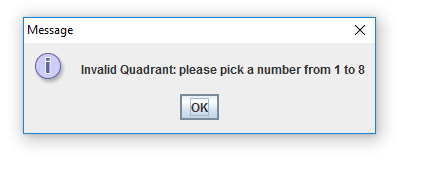 Message
Invalid Quadrant: please pick a number from 1 to 8
OK